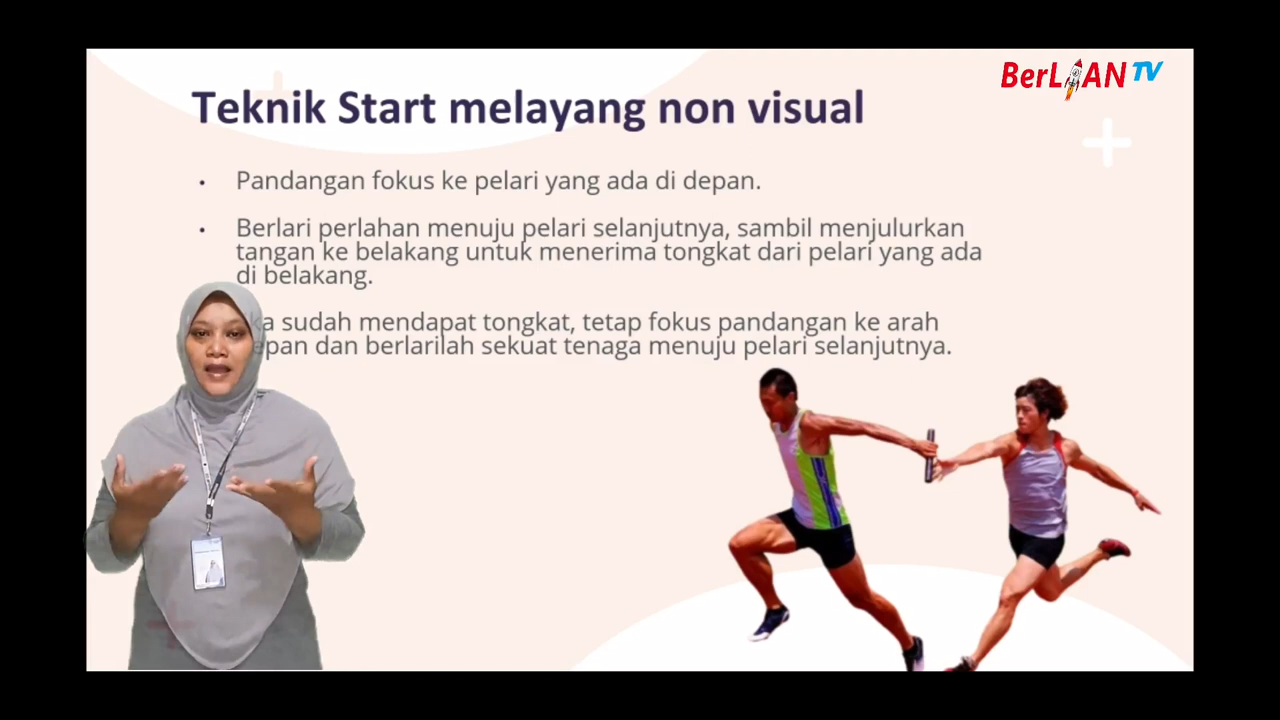 BerLIAN TV
Teknik Start melayang non visual
• Pandangan fokus ke pelari yang ada di depan.
• Berlari perlahan menuju pelari selanjutnya, sambil menjulurkan
tangan ke belakang untuk menerima tongkat dari pelari yang ada
di belakang.
sudah mendapat tongkat, tetap fokus pandangan ke arah
dan berlarilah sekuat tenaga menuju pelari selanjutnya.